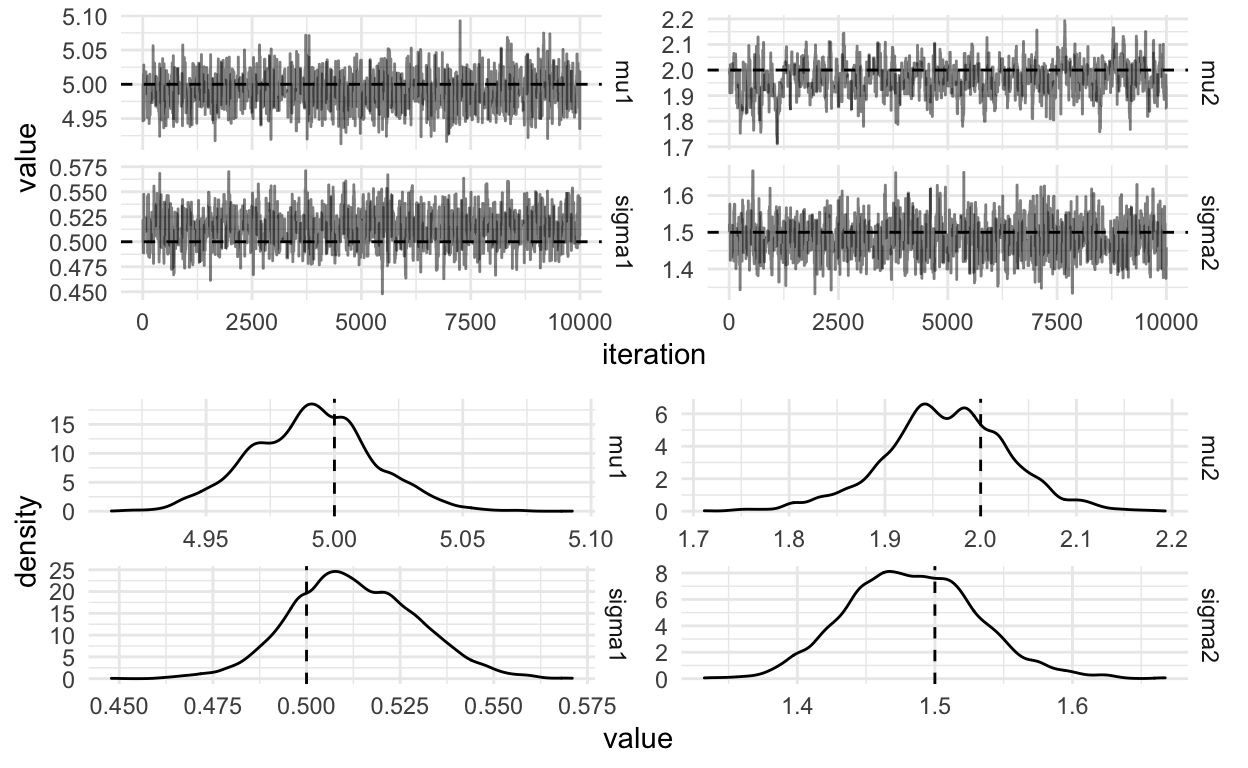 value
5.10
5.05
5.00
4.95
mu1
2.2
2.1
2.0
1.9
1.8
1.7
mu2
0.575
0.550
0.525
0.500
0.475
0.450
sigma1
1.6
1.5
1.4
sigma2
0 2500 5000 7500 10000
0 2500 5000 7500 10000
iteration
density
15
10
5
0
mu1
4.95 5.00 5.05 5.10
6
4
2
0
mu2
1.7 1.8 1.9 2.0 2.1 2.2
25
20
15
10
5
0
sigma1
0.450 0.475 0.500 0.525 0.550 0.575
8
6
4
2
0
sigma2
1.4 1.5 1.6
value